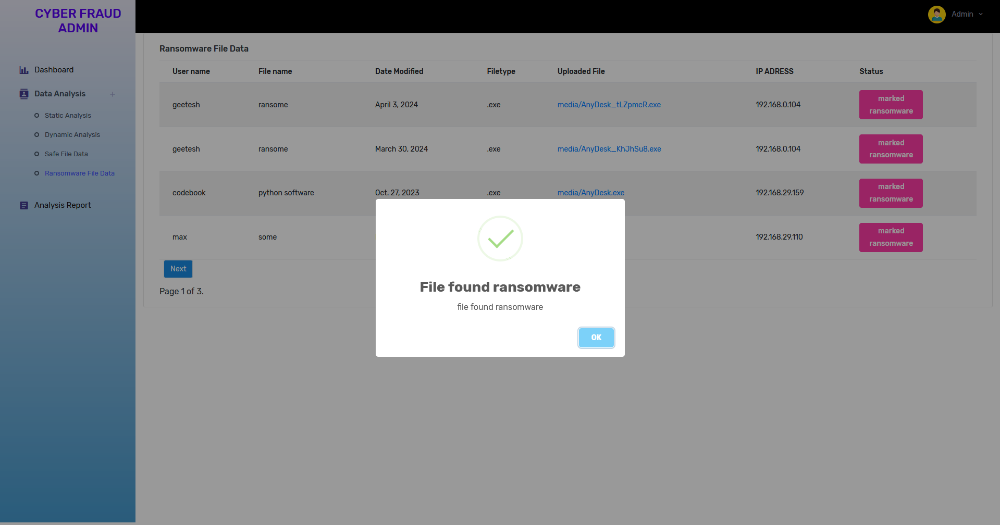 CYBER FRAUD
ADMIN
Admin
Dashboard
Data Analysis +
Static Analysis
Dynamic Analysis
Safe File Data
Ransomware File Data
Analysis Report
Ransomware File Data
User name File name Date Modified Filetype Uploaded File IP ADRESS Status
geetesh ransome April 3, 2024 .exe media/AnyDesk_tLZpmcR.exe 192.168.0.104 marked
ransomware
geetesh ransome March 30, 2024 .exe media/AnyDesk_KhJhSu8.exe 192.168.0.104 marked
ransomware
codebook python software Oct. 27, 2023 .exe media/AnyDesk.exe 192.168.29.159 marked
ransomware
max some 192.168.29.110 marked
ransomware
Next
Page 1 of 3.
File found ransomware
file found ransomware
OK